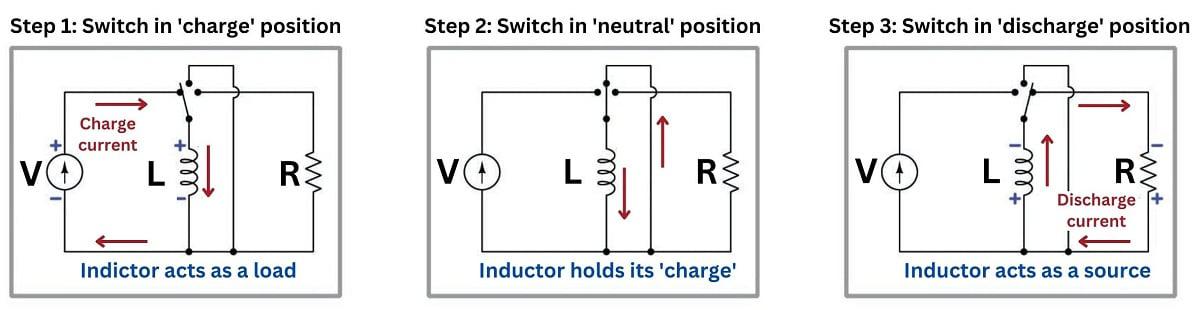 Step 1: Switch in 'charge' position
Charge
current
+
+
V
L
R
-
-
Indictor acts as a load
Step 2: Switch in 'neutral' position
V
L
R
Inductor holds its 'charge'
Step 3: Switch in 'discharge' position
-
-
V
L
R
+
Discharge
+
current
Inductor acts as a source